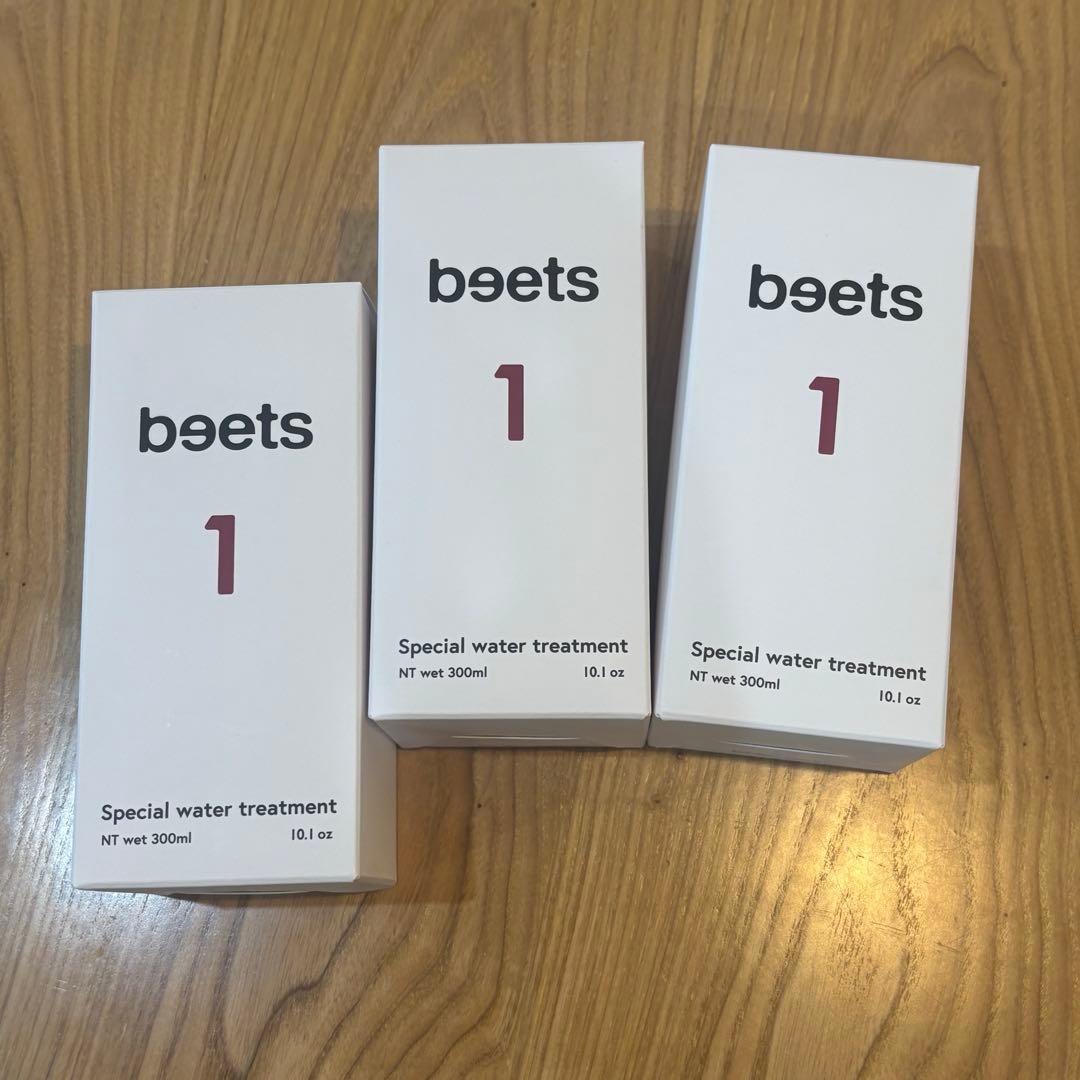 beets
1
Special water treatment
NT wet 300ml 10.1 oz
beets
1
Special water treatment
NT wet 300ml 10.1 oz
beets
1
Special water treatment
NT wet 300ml 10.1 oz